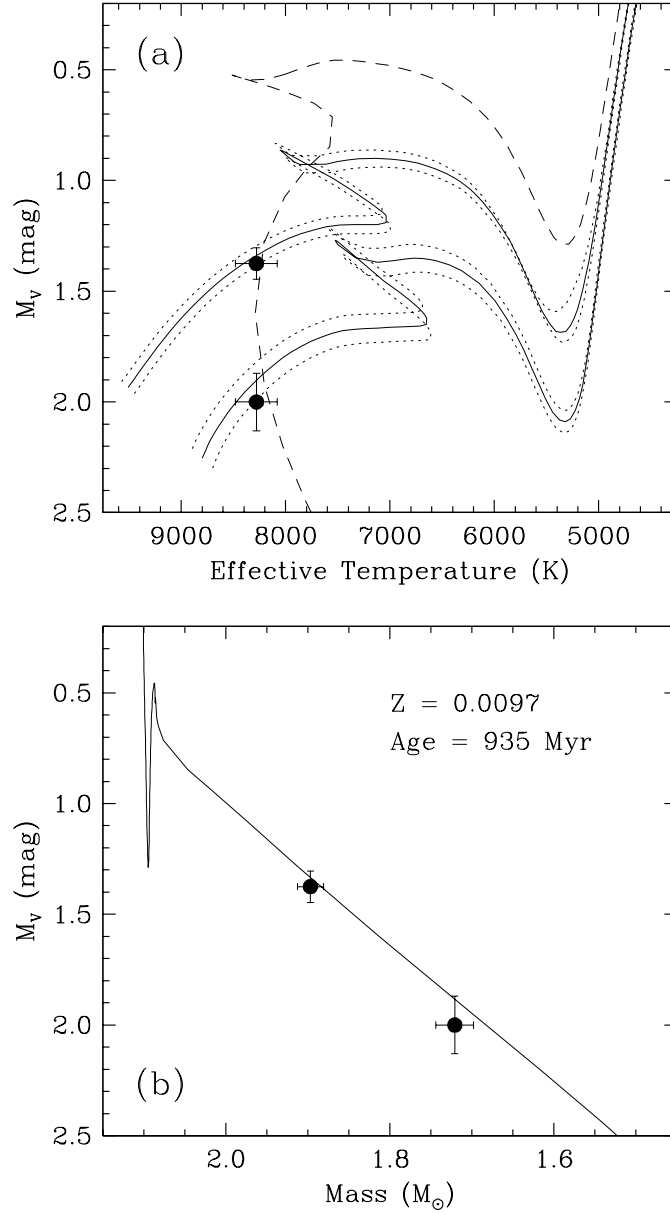 (a)
0.5
1.0
1.5
2.0
2.5
M_V (mag)
9000 8000 7000 6000 5000
Effective Temperature (K)
Z = 0.0097
Age = 935 Myr
0.5
1.0
1.5
2.0
2.5
M_V (mag)
(b)
2.0 1.8 1.6
Mass (M_⊙)